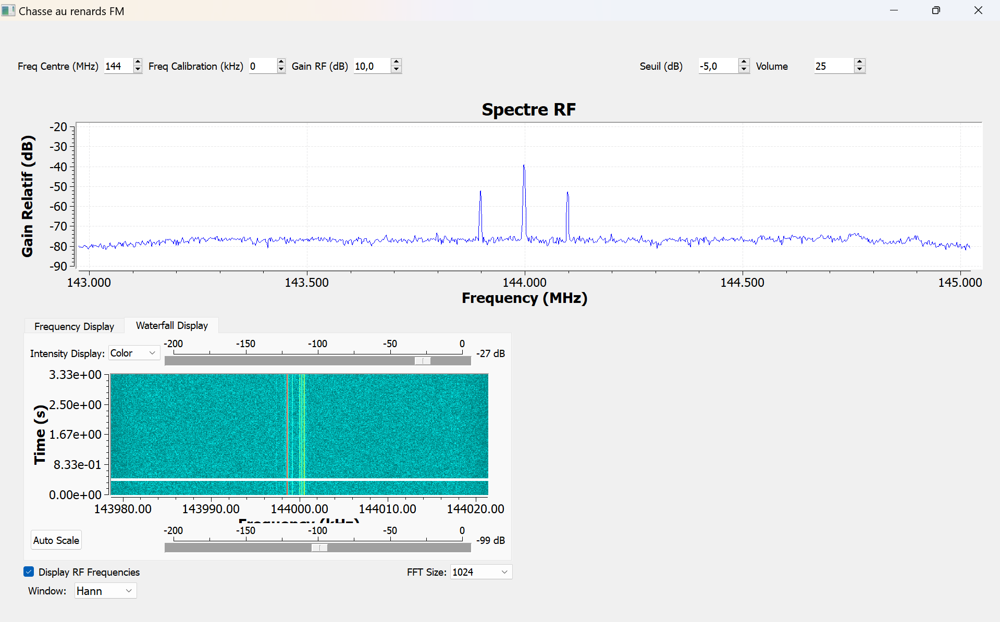 Chasse au renards FM
Freq Centre (MHz) 144 Freq Calibration (kHz) 0 Gain RF (dB) 10,0 Seuil (dB) -5,0 Volume 25
Spectre RF
Gain Relatif (dB)
-20
-30
-40
-50
-60
-70
-80
-90
143.000 143.500 144.000 144.500 145.000
Frequency (MHz)
Frequency Display Waterfall Display
-200 -150 -100 -50 0
Intensity Display: Color -27 dB
Time (s)
3.33e+00
2.50e+00
1.67e+00
8.33e-01
0.00e+00
143980.00 143990.00 144000.00 144010.00 144020.00
Frequency (kHz)
-200 -150 -100 -50 0
Auto Scale -99 dB
Display RF Frequencies FFT Size: 1024
Window: Hann